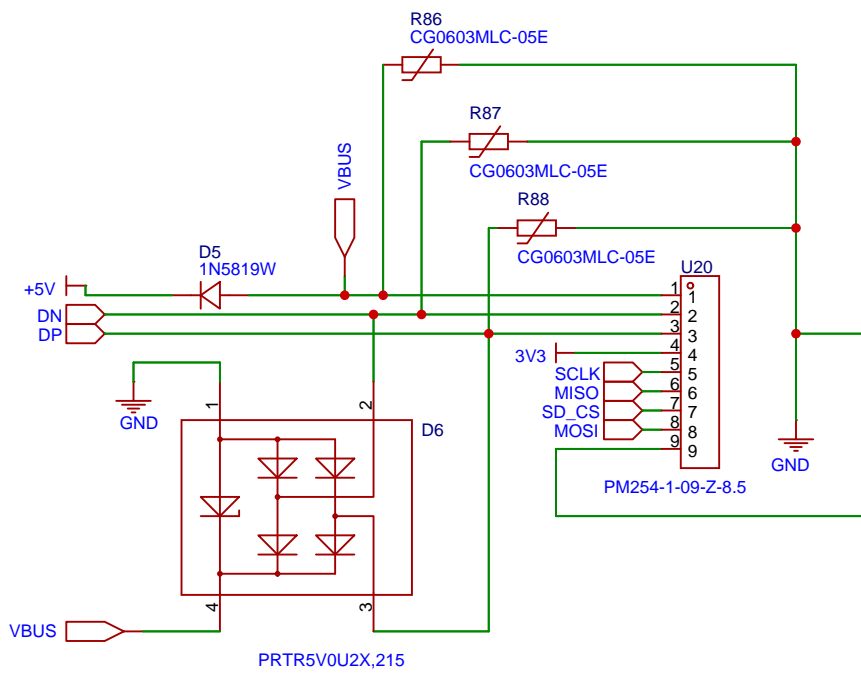 R86
CG0603MLC-05E
R87
CG0603MLC-05E
R88
CG0603MLC-05E
VBUS
D5
1N5819W
+5V
DN
DP
U20
1 1
2 2
3 3
3V3 4 4
SCLK 5 5
MISO 6 6
SD_CS 7 7
MOSI 8 8
9 9
PM254-1-09-Z-8.5
GND
GND
1
2
D6
4
3
VBUS
PRTR5V0U2X,215